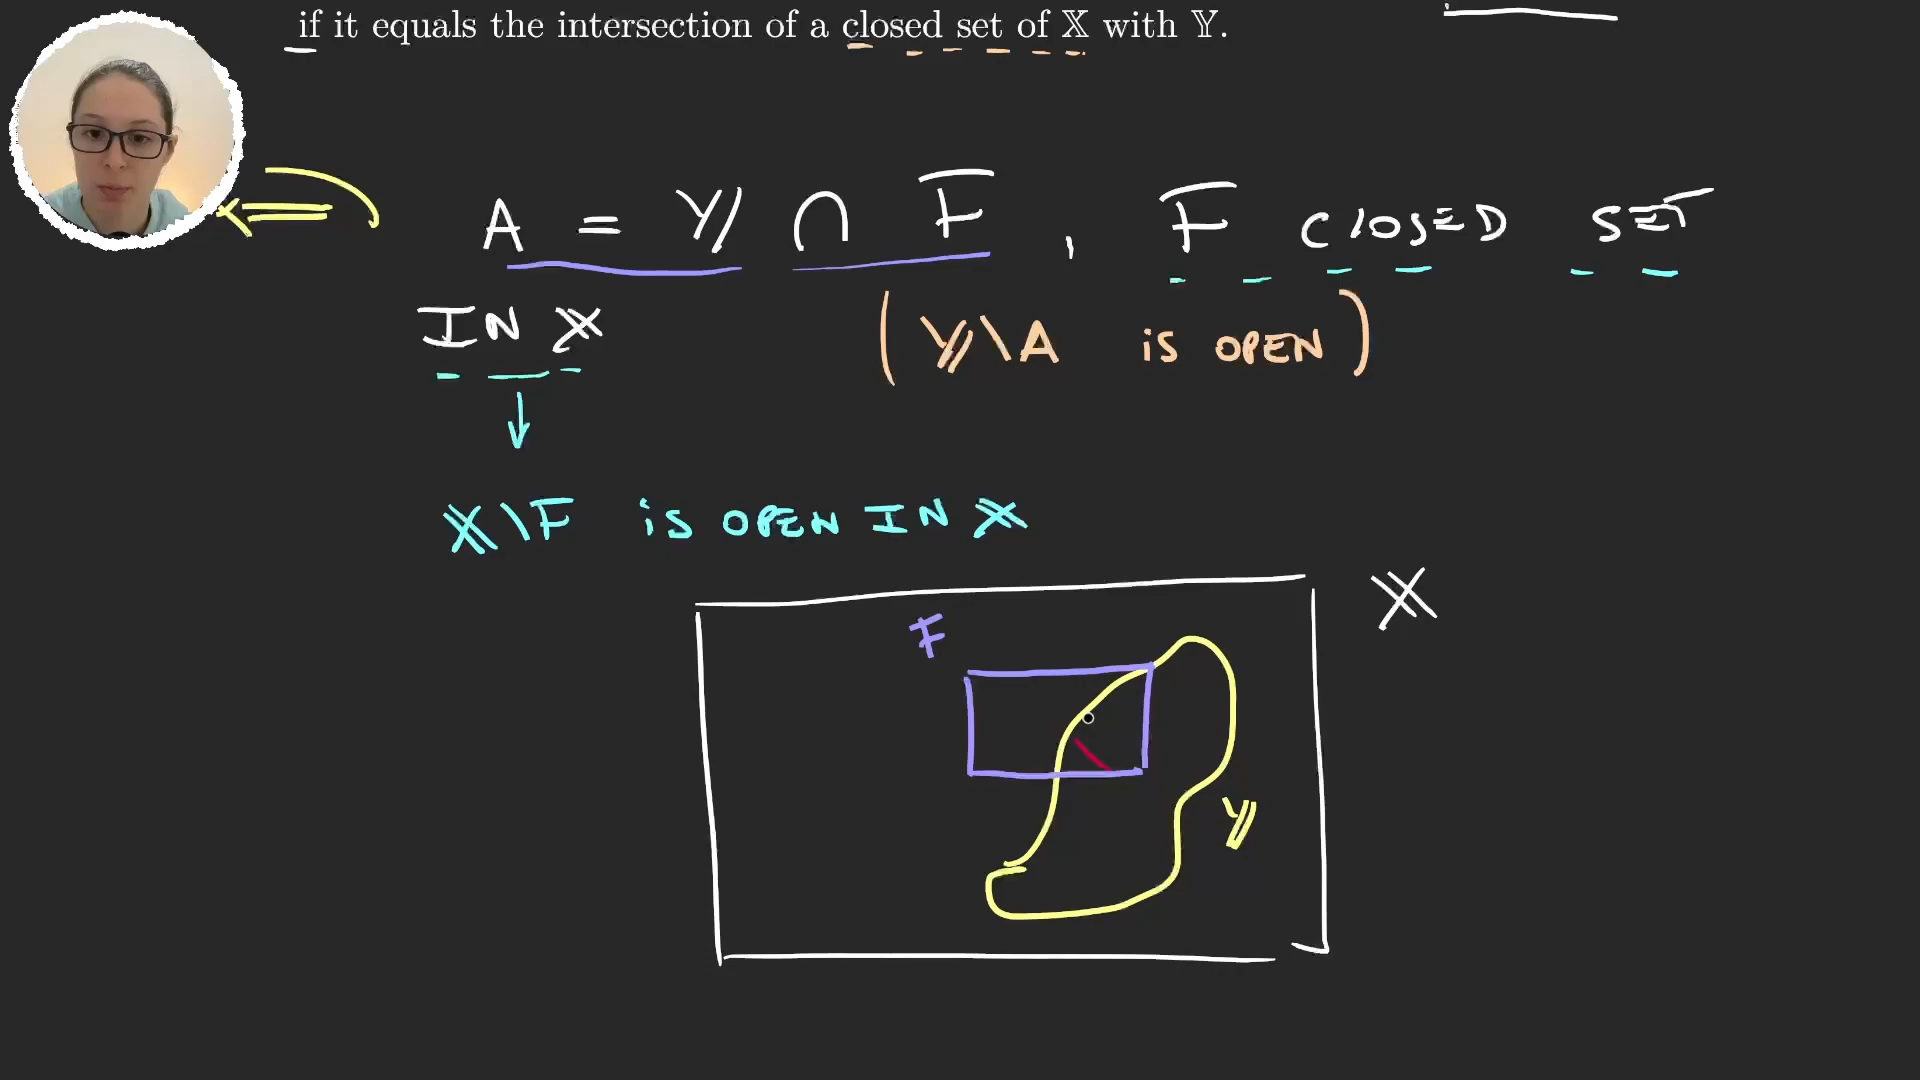 if it equals the intersection of a closed set of 𝕏 with 𝕐.
⇐ A = 𝕐 ∩ F , F CLOSED SET
IN 𝕏 (𝕐\A is OPEN)
↓
𝕏\F is OPEN IN 𝕏
𝕏
F
𝕐